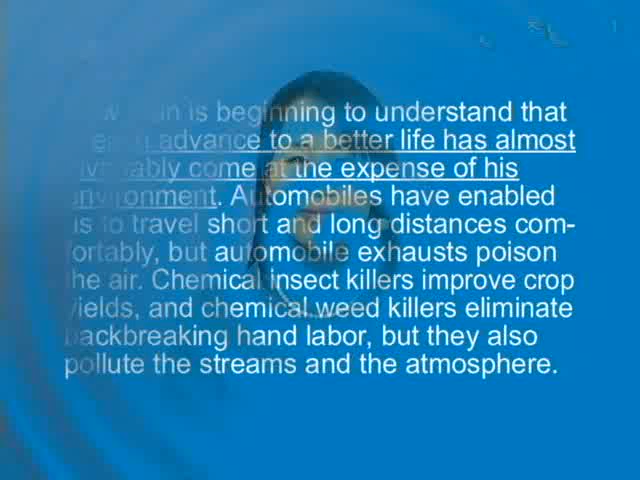 is beginning to understand that
advance to a better life has almost
come at the expense of his
environment. Automobiles have enabled
us to travel short and long distances com-
fortably, but automobile exhausts poison
the air. Chemical insect killers improve crop
yields, and chemical weed killers eliminate
backbreaking hand labor, but they also
pollute the streams and the atmosphere.